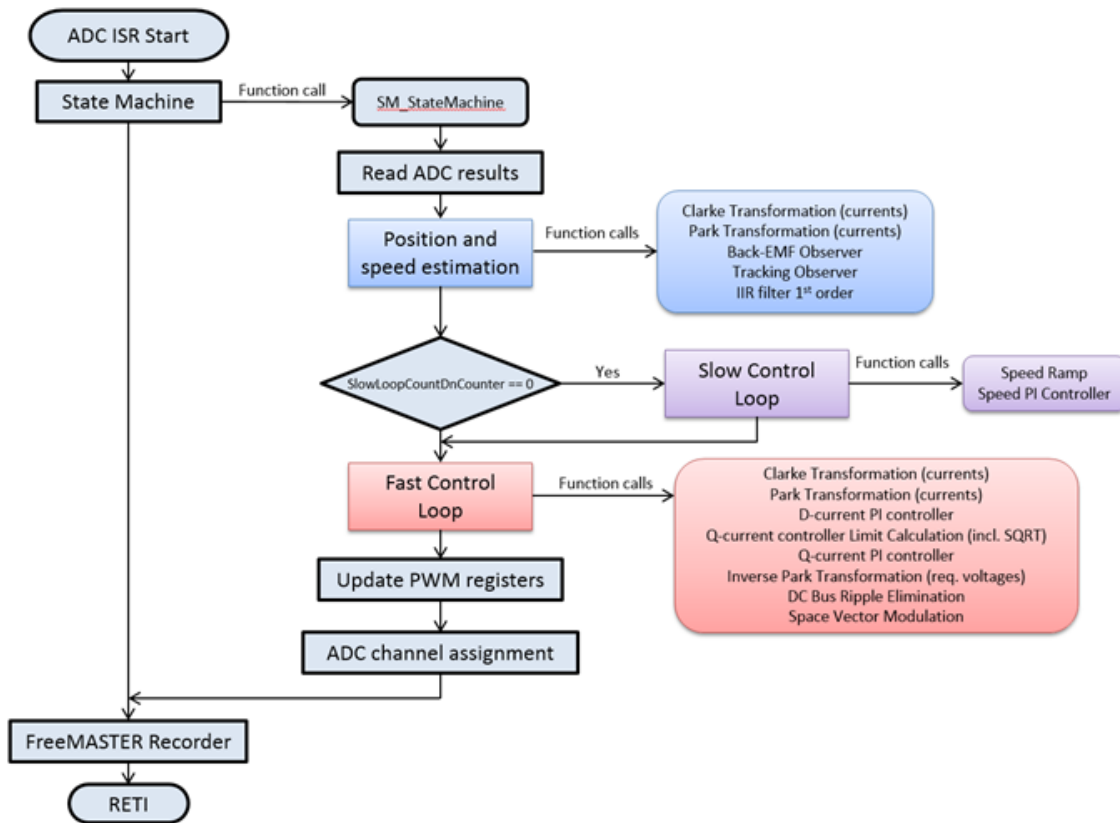 ADC ISR Start
State Machine
Function call
SM_StateMachine
Read ADC results
Position and
speed estimation
Function calls
Clarke Transformation (currents)
Park Transformation (currents)
Back-EMF Observer
Tracking Observer
IIR filter 1st order
SlowLoopCountDnCounter == 0
Yes
Slow Control
Loop
Function calls
Speed Ramp
Speed PI Controller
Fast Control
Loop
Function calls
Clarke Transformation (currents)
Park Transformation (currents)
D-current PI controller
Q-current controller Limit Calculation (incl. SQRT)
Q-current PI controller
Inverse Park Transformation (req. voltages)
DC Bus Ripple Elimination
Space Vector Modulation
Update PWM registers
ADC channel assignment
FreeMASTER Recorder
RETI